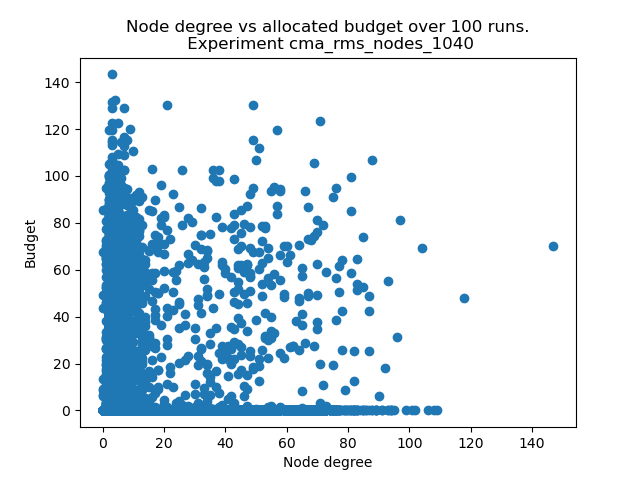 Node degree vs allocated budget over 100 runs.
Experiment cma_rms_nodes_1040
140
120
100
80
60
40
20
0
Budget
0 20 40 60 80 100 120 140
Node degree